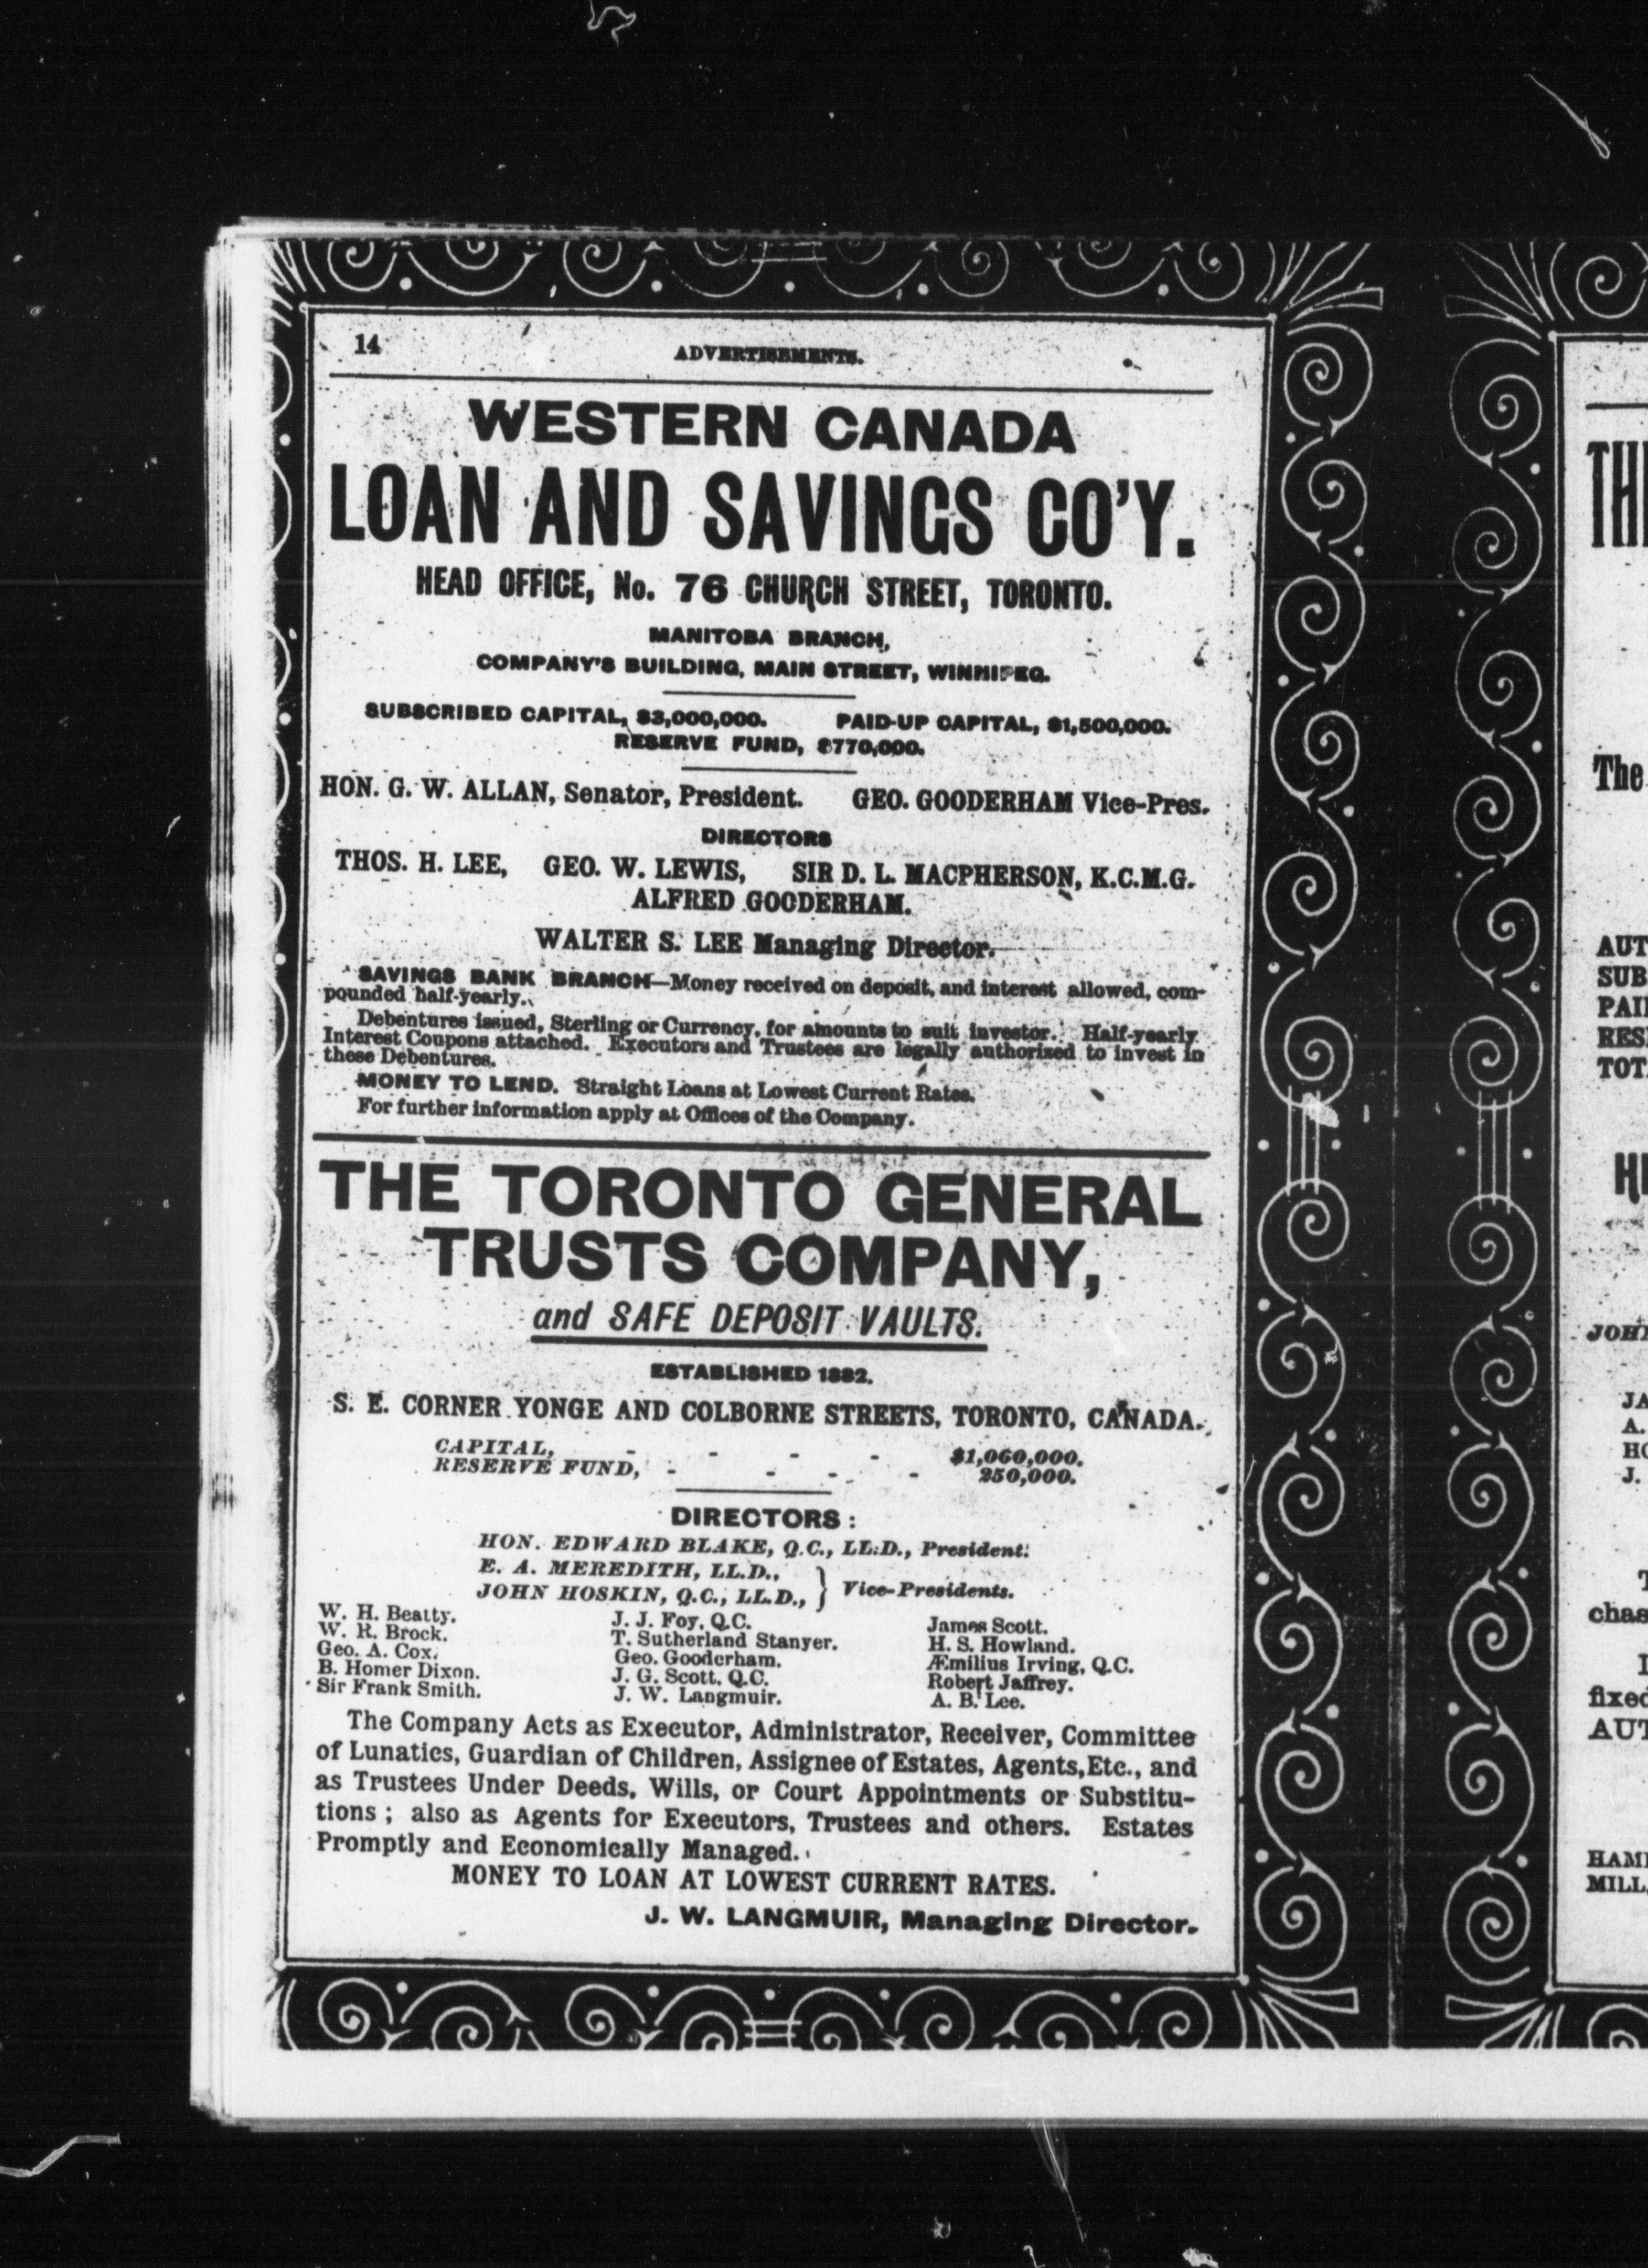 14
ADVERTISEMENTS.
WESTERN CANADA
LOAN AND SAVINGS CO'Y.
HEAD OFFICE, No. 76 CHURCH STREET, TORONTO.
MANITOBA BRANCH,
COMPANY'S BUILDING, MAIN STREET, WINNIPEG.
SUBSCRIBED CAPITAL, $3,000,000. PAID-UP CAPITAL, $1,500,000.
RESERVE FUND, $770,000.
HON. G. W. ALLAN, Senator, President. GEO. GOODERHAM Vice-Pres.
DIRECTORS
THOS. H. LEE, GEO. W. LEWIS, SIR D. L. MACPHERSON, K.C.M.G.
ALFRED GOODERHAM.
WALTER S. LEE Managing Director.
SAVINGS BANK BRANCH—Money received on deposit, and interest allowed, com-
pounded half-yearly.
Debentures issued, Sterling or Currency, for amounts to suit investor. Half-yearly
Interest Coupons attached. Executors and Trustees are legally authorized to invest in
these Debentures.
MONEY TO LEND. Straight Loans at Lowest Current Rates.
For further information apply at Offices of the Company.
THE TORONTO GENERAL
TRUSTS COMPANY,
and SAFE DEPOSIT VAULTS.
ESTABLISHED 1882.
S. E. CORNER YONGE AND COLBORNE STREETS, TORONTO, CANADA.
CAPITAL, - - - - $1,060,000.
RESERVE FUND, - - - - 250,000.
DIRECTORS:
HON. EDWARD BLAKE, Q.C., LL.D., President.
E. A. MEREDITH, LL.D.,
JOHN HOSKIN, Q.C., LL.D., } Vice-Presidents.
W. H. Beatty. J. J. Foy, Q.C. James Scott.
W. R. Brock. T. Sutherland Stanyer. H. S. Howland.
Geo. A. Cox. Geo. Gooderham. Æmilius Irving, Q.C.
B. Homer Dixon. J. G. Scott, Q.C. Robert Jaffrey.
Sir Frank Smith. J. W. Langmuir. A. B. Lee.
The Company Acts as Executor, Administrator, Receiver, Committee
of Lunatics, Guardian of Children, Assignee of Estates, Agents,Etc., and
as Trustees Under Deeds, Wills, or Court Appointments or Substitu-
tions; also as Agents for Executors, Trustees and others. Estates
Promptly and Economically Managed.
MONEY TO LOAN AT LOWEST CURRENT RATES.
J. W. LANGMUIR, Managing Director.
The